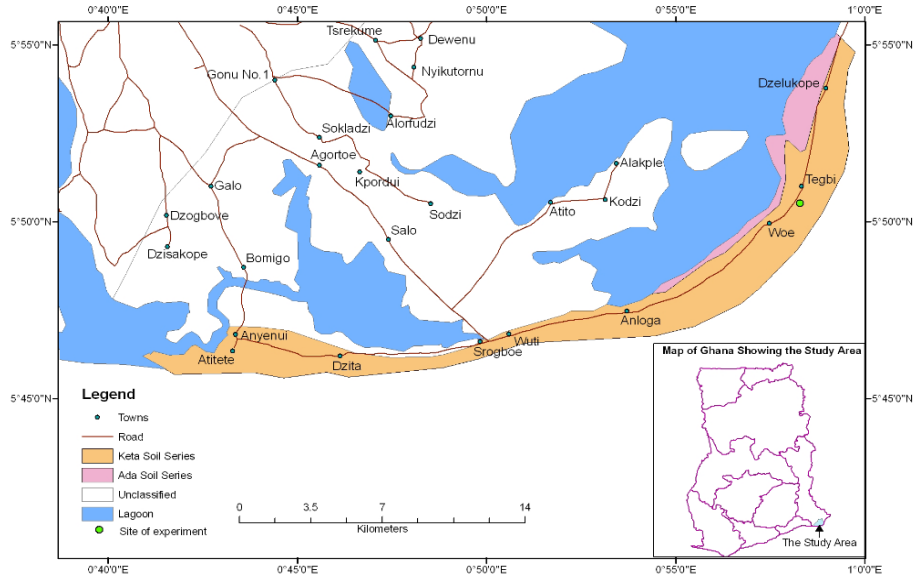 0°40'0"E 0°45'0"E 0°50'0"E 0°55'0"E 1°0'0"E
5°55'0"N 5°55'0"N
Tsrekume
Dewenu
Nyikutornu
Gonu No.1
Dzelukope
Alorfudzi
Sokladzi
Agortoe
Alakple
Kpordui
Tegbi
Galo
Sodzi
Atito
Kodzi
5°50'0"N 5°50'0"N
Dzogbove
Salo
Woe
Dzisakope
Bomigo
Anloga
Anyenui
Wuti
Srogboe
Atitete
Dzita
5°45'0"N 5°45'0"N
Map of Ghana Showing the Study Area
The Study Area
Legend
Towns
Road
Keta Soil Series
Ada Soil Series
Unclassified
Lagoon
Site of experiment
0 3.5 7 14
Kilometers
0°40'0"E 0°45'0"E 0°50'0"E 0°55'0"E 1°0'0"E